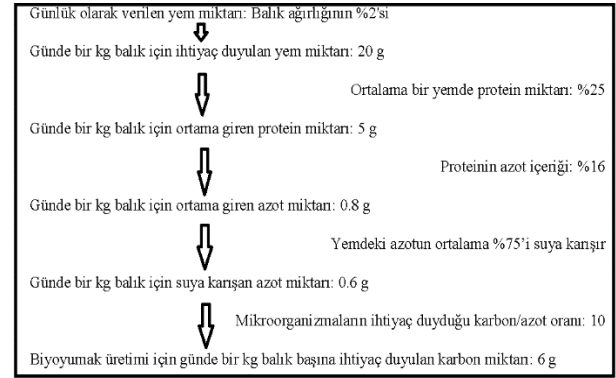 Günlük olarak verilen yem miktarı: Balık ağırlığının %2'si
Günde bir kg balık için ihtiyaç duyulan yem miktarı: 20 g
Ortalama bir yemde protein miktarı: %25
Günde bir kg balık için ortama giren protein miktarı: 5 g
Proteinin azot içeriği: %16
Günde bir kg balık için ortama giren azot miktarı: 0.8 g
Yemdeki azotun ortalama %75’i suya karışır
Günde bir kg balık için suya karışan azot miktarı: 0.6 g
Mikroorganizmaların ihtiyaç duyduğu karbon/azot oranı: 10
Biyoyumak üretimi için günde bir kg balık başına ihtiyaç duyulan karbon miktarı: 6 g